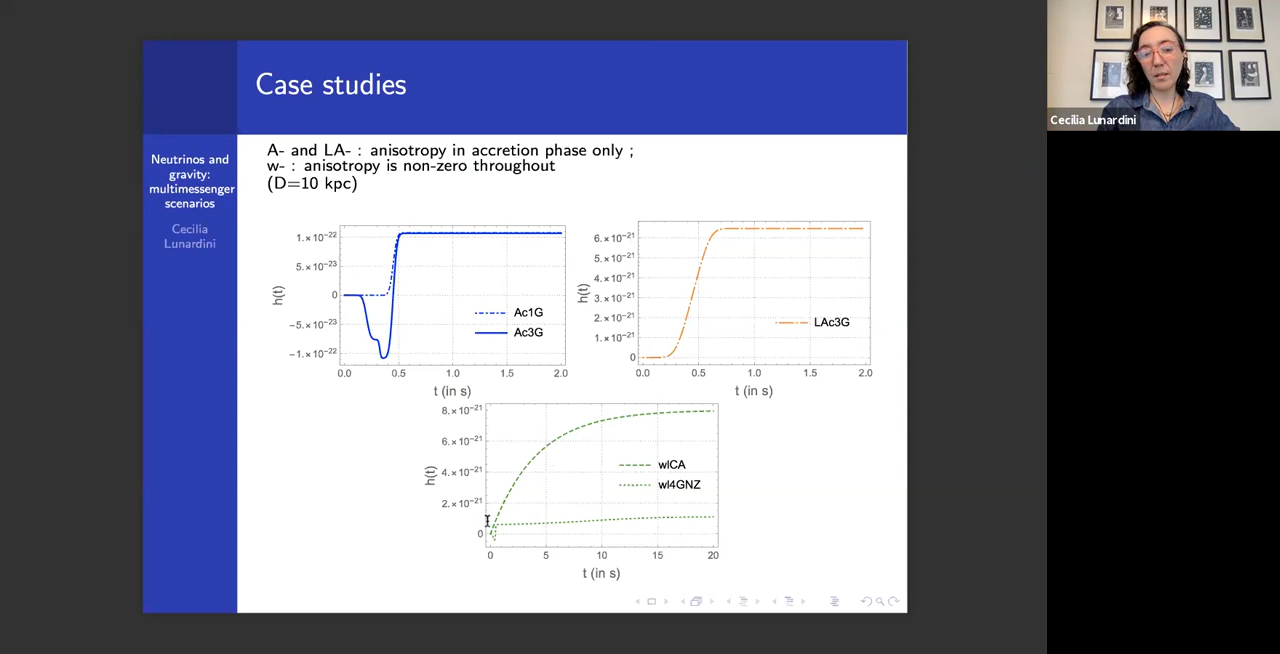 Case studies
Cecilia Lunardini
Neutrinos and
gravity:
multimessenger
scenarios
Cecilia
Lunardini
A- and LA- : anisotropy in accretion phase only ;
w- : anisotropy is non-zero throughout
(D=10 kpc)
1.×10⁻²²
5.×10⁻²³
0
-5.×10⁻²³
-1.×10⁻²²
h(t)
Ac1G
Ac3G
0.0 0.5 1.0 1.5 2.0
t (in s)
6.×10⁻²¹
5.×10⁻²¹
4.×10⁻²¹
3.×10⁻²¹
2.×10⁻²¹
1.×10⁻²¹
0
h(t)
LAc3G
0.0 0.5 1.0 1.5 2.0
t (in s)
8.×10⁻²¹
6.×10⁻²¹
4.×10⁻²¹
2.×10⁻²¹
0
h(t)
wlCA
wl4GNZ
0 5 10 15 20
t (in s)